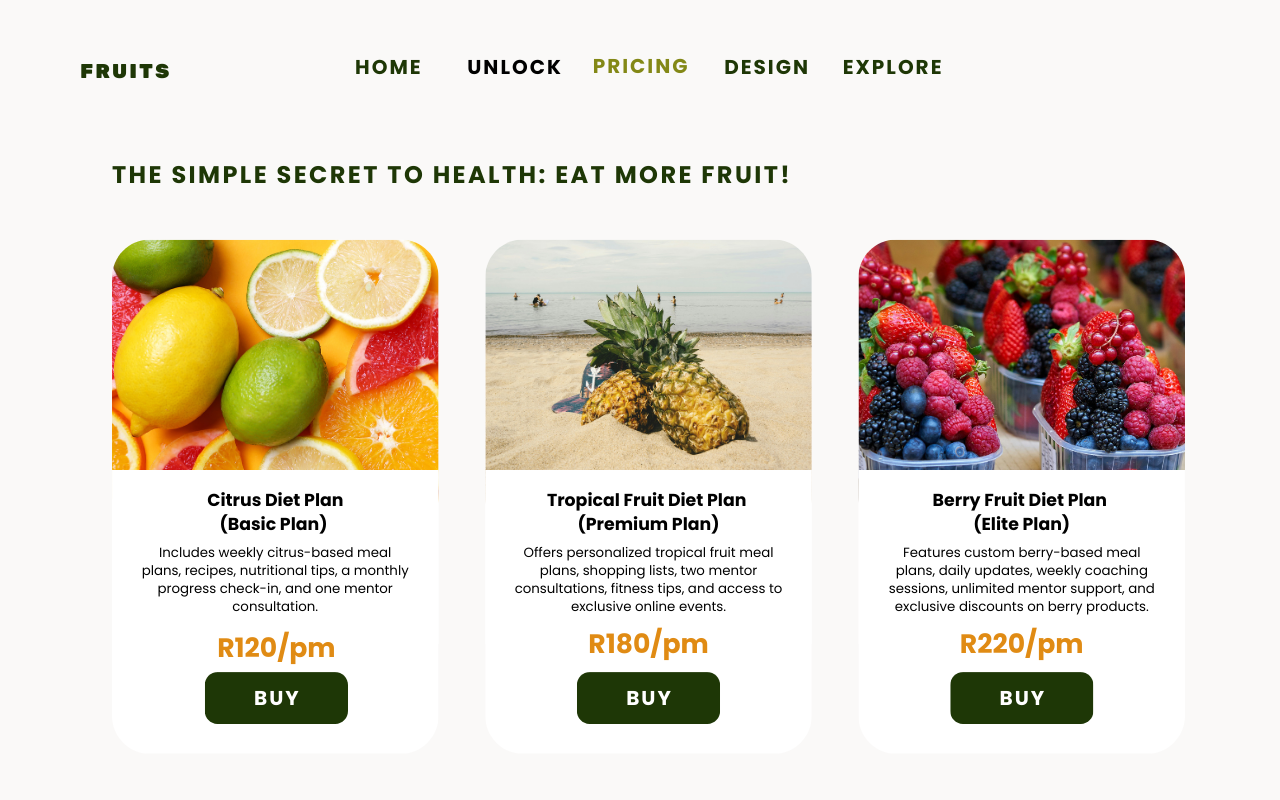 FRUITS
HOME UNLOCK PRICING DESIGN EXPLORE
THE SIMPLE SECRET TO HEALTH: EAT MORE FRUIT!
Citrus Diet Plan
(Basic Plan)
Includes weekly citrus-based meal
plans, recipes, nutritional tips, a monthly
progress check-in, and one mentor
consultation.
R120/pm
BUY
Tropical Fruit Diet Plan
(Premium Plan)
Offers personalized tropical fruit meal
plans, shopping lists, two mentor
consultations, fitness tips, and access to
exclusive online events.
R180/pm
BUY
Berry Fruit Diet Plan
(Elite Plan)
Features custom berry-based meal
plans, daily updates, weekly coaching
sessions, unlimited mentor support, and
exclusive discounts on berry products.
R220/pm
BUY